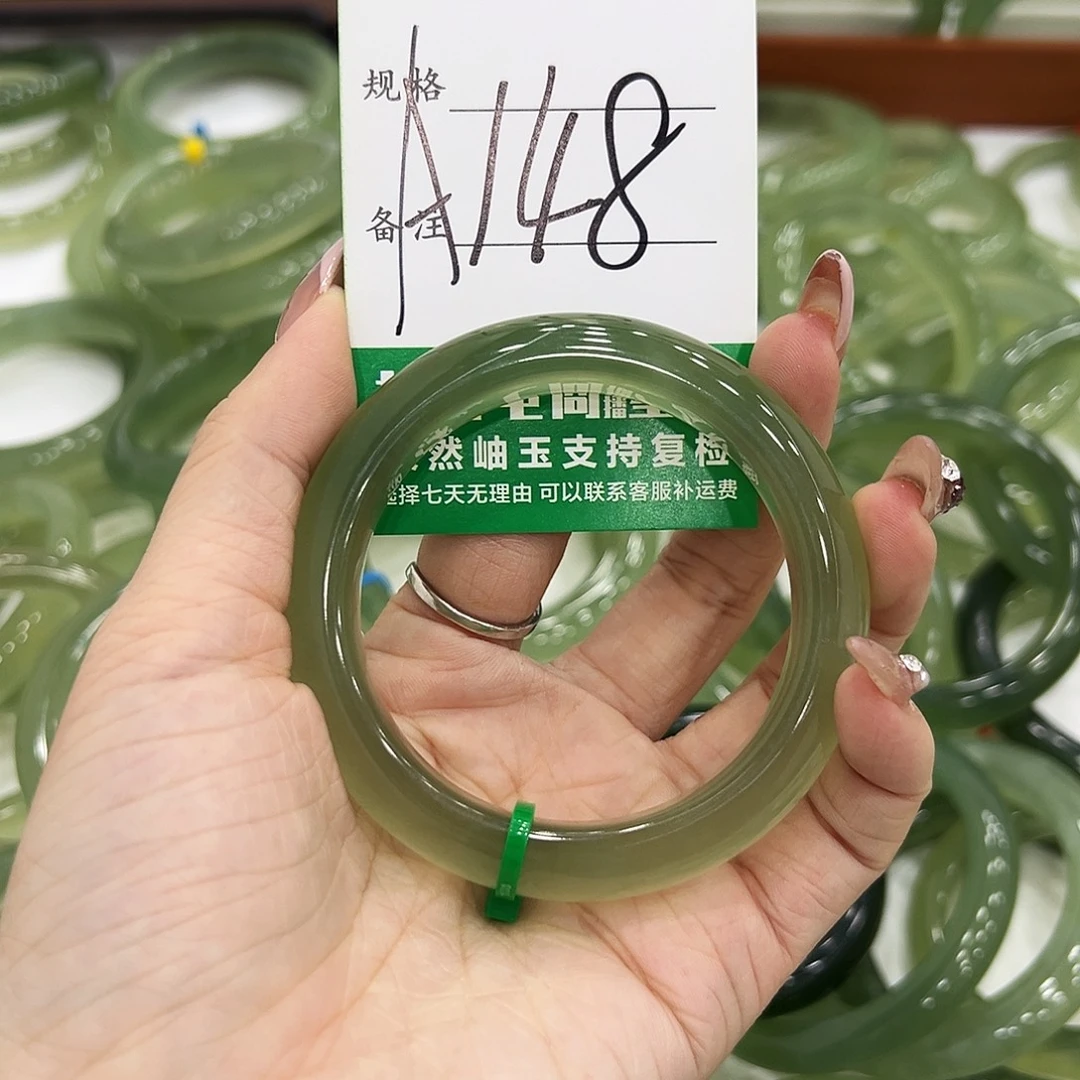 规格 A148
备注
然岫玉支持复检
择七天无理由 可以联系客服补运费